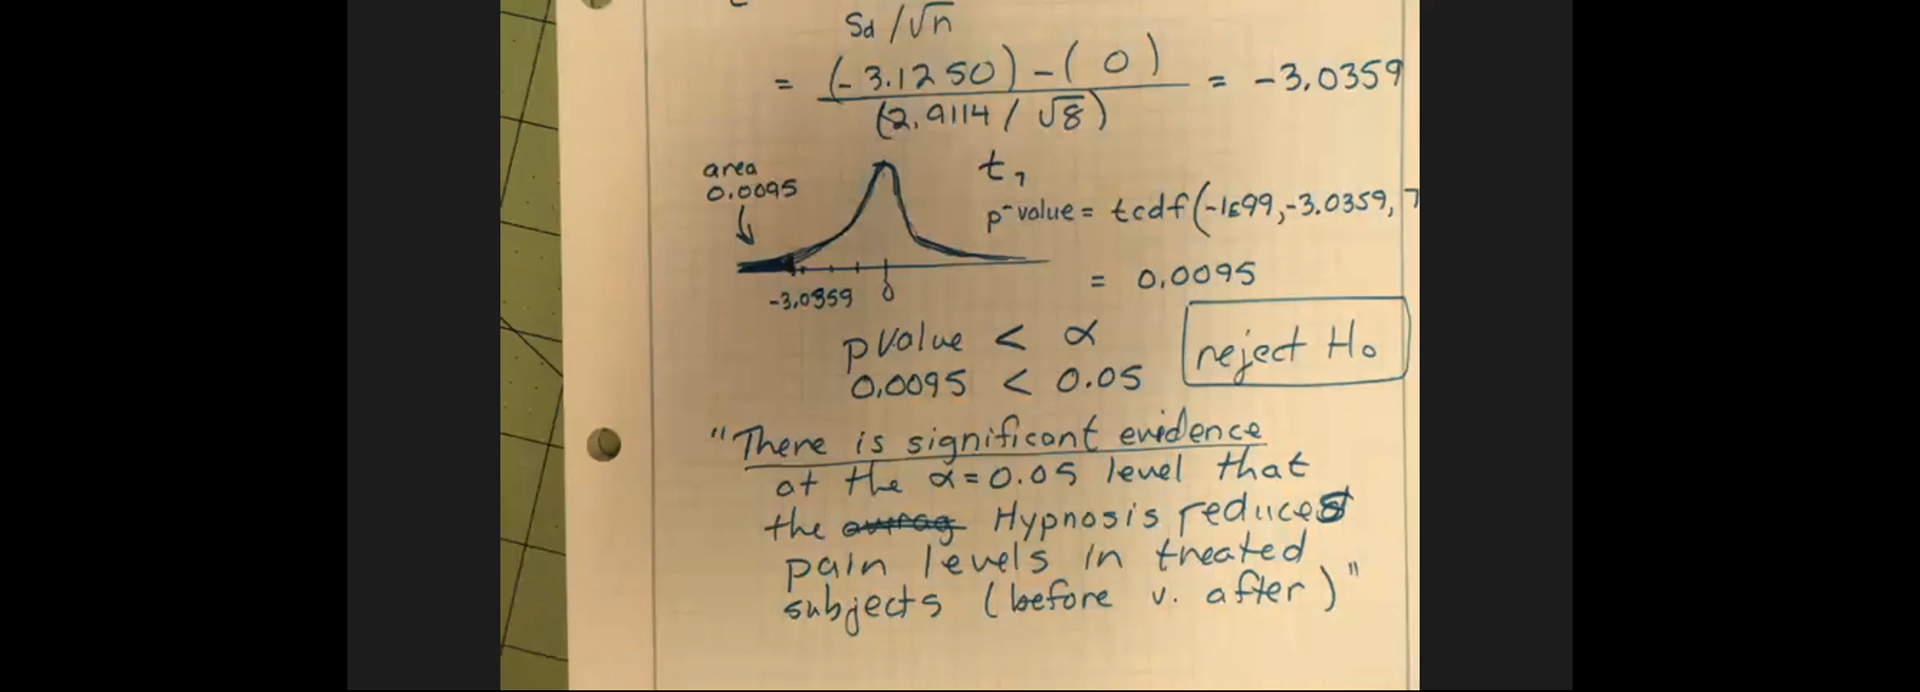 Sd /√n
= (-3.1250) - ( 0 ) = -3.0359
(2.9114 / √8)
area
0.0095
t₇
p-value = tcdf(-1E99,-3.0359, 7
= 0.0095
-3.0359 0
pvalue < α
0.0095 < 0.05
reject H₀
"There is significant evidence
at the α=0.05 level that
the averag Hypnosis reduces
pain levels in treated
subjects (before v. after)"